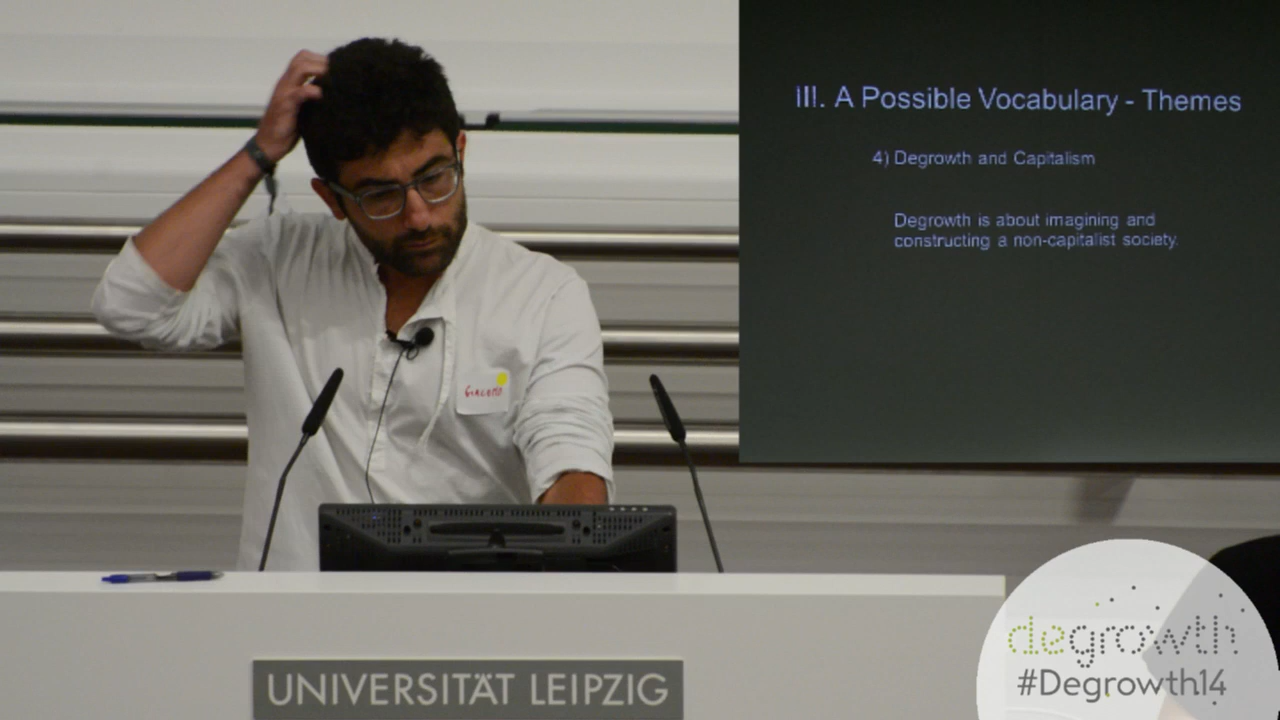 III. A Possible Vocabulary - Themes
4) Degrowth and Capitalism
Degrowth is about imagining and
constructing a non-capitalist society.
GIACOMO
UNIVERSITÄT LEIPZIG
degrowth
#Degrowth14